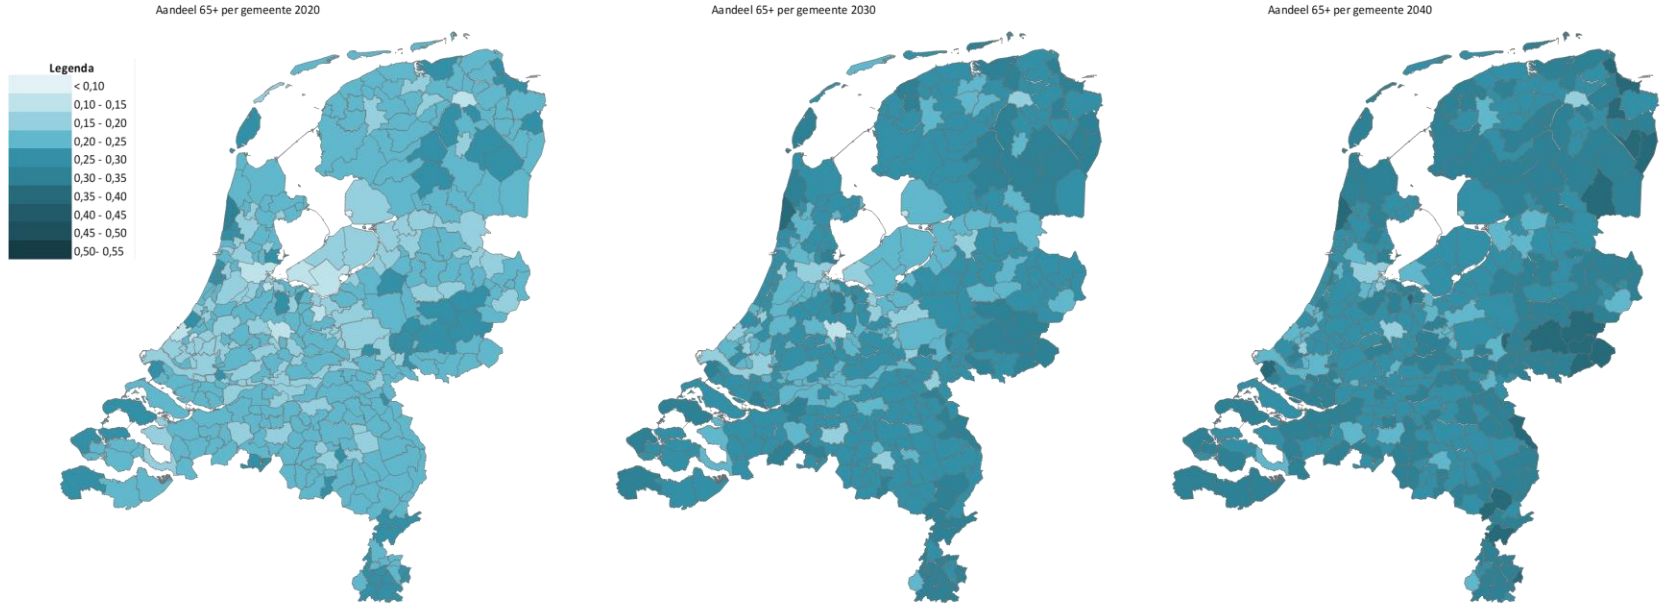 Aandeel 65+ per gemeente 2020
Aandeel 65+ per gemeente 2030
Aandeel 65+ per gemeente 2040
Legenda
< 0,10
0,10 - 0,15
0,15 - 0,20
0,20 - 0,25
0,25 - 0,30
0,30 - 0,35
0,35 - 0,40
0,40 - 0,45
0,45 - 0,50
0,50- 0,55